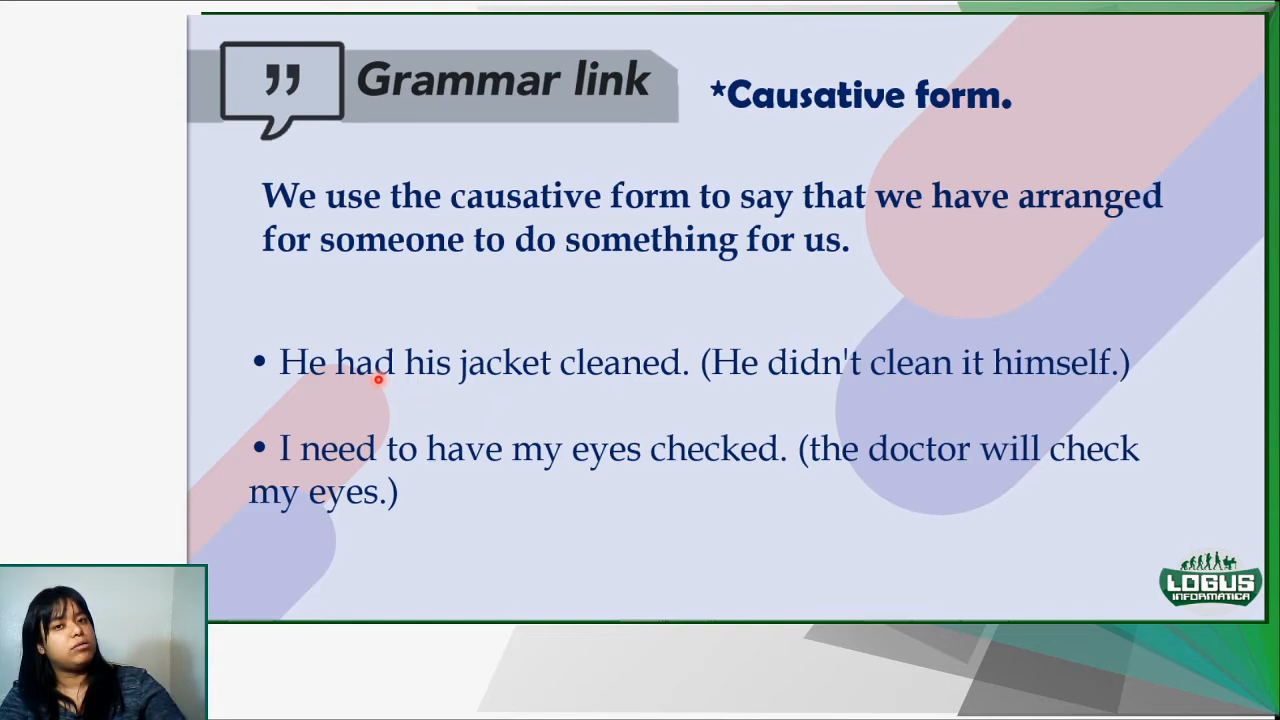 ”
Grammar link
*Causative form.
We use the causative form to say that we have arranged
for someone to do something for us.
• He had his jacket cleaned. (He didn't clean it himself.)
• I need to have my eyes checked. (the doctor will check
my eyes.)
LOGUS
INFORMATICA